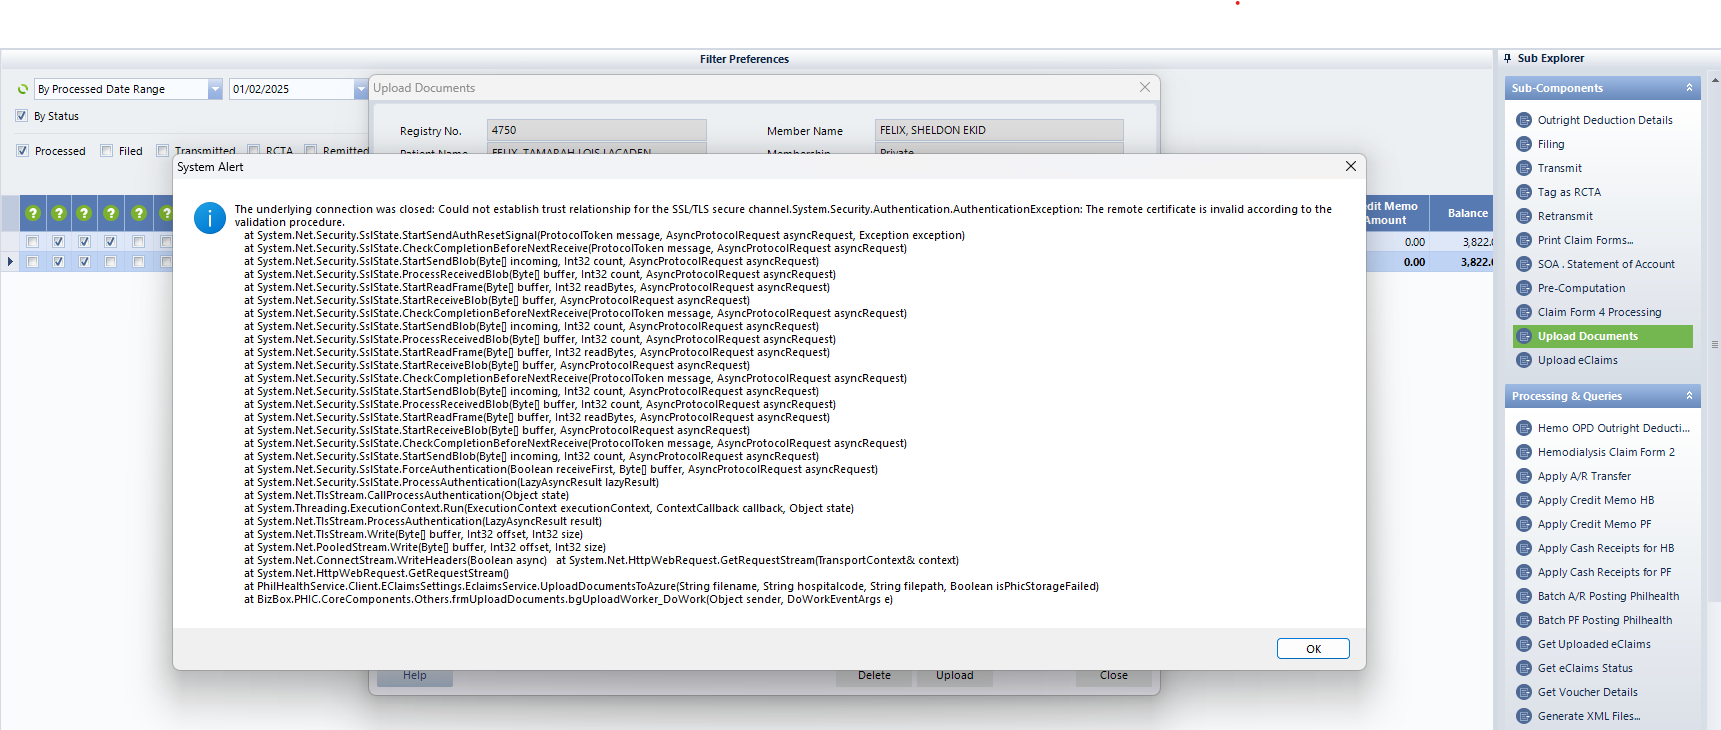 Filter Preferences
Sub Explorer
By Processed Date Range
01/02/2025
By Status
Processed
Filed
Transmitted
RCTA
Remitted
Upload Documents
Registry No.
4750
Member Name
FELIX, SHELDON EKID
Patient Name
FELIX, TAMARAH LOIS LACADEN
Membership
Private
System Alert
The underlying connection was closed: Could not establish trust relationship for the SSL/TLS secure channel.System.Security.Authentication.AuthenticationException: The remote certificate is invalid according to the
validation procedure.
at System.Net.Security.SslState.StartSendAuthResetSignal(ProtocolToken message, AsyncProtocolRequest asyncRequest, Exception exception)
at System.Net.Security.SslState.CheckCompletionBeforeNextReceive(ProtocolToken message, AsyncProtocolRequest asyncRequest)
at System.Net.Security.SslState.StartSendBlob(Byte[] incoming, Int32 count, AsyncProtocolRequest asyncRequest)
at System.Net.Security.SslState.ProcessReceivedBlob(Byte[] buffer, Int32 count, AsyncProtocolRequest asyncRequest)
at System.Net.Security.SslState.StartReadFrame(Byte[] buffer, Int32 readBytes, AsyncProtocolRequest asyncRequest)
at System.Net.Security.SslState.StartReceiveBlob(Byte[] buffer, AsyncProtocolRequest asyncRequest)
at System.Net.Security.SslState.CheckCompletionBeforeNextReceive(ProtocolToken message, AsyncProtocolRequest asyncRequest)
at System.Net.Security.SslState.StartSendBlob(Byte[] incoming, Int32 count, AsyncProtocolRequest asyncRequest)
at System.Net.Security.SslState.ProcessReceivedBlob(Byte[] buffer, Int32 count, AsyncProtocolRequest asyncRequest)
at System.Net.Security.SslState.StartReadFrame(Byte[] buffer, Int32 readBytes, AsyncProtocolRequest asyncRequest)
at System.Net.Security.SslState.StartReceiveBlob(Byte[] buffer, AsyncProtocolRequest asyncRequest)
at System.Net.Security.SslState.CheckCompletionBeforeNextReceive(ProtocolToken message, AsyncProtocolRequest asyncRequest)
at System.Net.Security.SslState.StartSendBlob(Byte[] incoming, Int32 count, AsyncProtocolRequest asyncRequest)
at System.Net.Security.SslState.ProcessReceivedBlob(Byte[] buffer, Int32 count, AsyncProtocolRequest asyncRequest)
at System.Net.Security.SslState.StartReadFrame(Byte[] buffer, Int32 readBytes, AsyncProtocolRequest asyncRequest)
at System.Net.Security.SslState.StartReceiveBlob(Byte[] buffer, AsyncProtocolRequest asyncRequest)
at System.Net.Security.SslState.CheckCompletionBeforeNextReceive(ProtocolToken message, AsyncProtocolRequest asyncRequest)
at System.Net.Security.SslState.StartSendBlob(Byte[] incoming, Int32 count, AsyncProtocolRequest asyncRequest)
at System.Net.Security.SslState.ForceAuthentication(Boolean receiveFirst, Byte[] buffer, AsyncProtocolRequest asyncRequest)
at System.Net.Security.SslState.ProcessAuthentication(LazyAsyncResult lazyResult)
at System.Net.TlsStream.CallProcessAuthentication(Object state)
at System.Threading.ExecutionContext.Run(ExecutionContext executionContext, ContextCallback callback, Object state)
at System.Net.TlsStream.ProcessAuthentication(LazyAsyncResult result)
at System.Net.TlsStream.Write(Byte[] buffer, Int32 offset, Int32 size)
at System.Net.PooledStream.Write(Byte[] buffer, Int32 offset, Int32 size)
at System.Net.ConnectStream.WriteHeaders(Boolean async) at System.Net.HttpWebRequest.GetRequestStream(TransportContext& context)
at System.Net.HttpWebRequest.GetRequestStream()
at PhilHealthService.Client.EClaimsSettings.EclaimsService.UploadDocumentsToAzure(String filename, String hospitalcode, String filepath, Boolean isPhicStorageFailed)
at BizBox.PHIC.CoreComponents.Others.frmUploadDocuments.bgUploadWorker_DoWork(Object sender, DoWorkEventArgs e)
OK
Help
Delete
Upload
Close
edit Memo
Amount
Balance
0.00
3,822.0
0.00
3,822.0
Sub-Components
Outright Deduction Details
Filing
Transmit
Tag as RCTA
Retransmit
Print Claim Forms...
SOA . Statement of Account
Pre-Computation
Claim Form 4 Processing
Upload Documents
Upload eClaims
Processing & Queries
Hemo OPD Outright Deducti...
Hemodialysis Claim Form 2
Apply A/R Transfer
Apply Credit Memo HB
Apply Credit Memo PF
Apply Cash Receipts for HB
Apply Cash Receipts for PF
Batch A/R Posting Philhealth
Batch PF Posting Philhealth
Get Uploaded eClaims
Get eClaims Status
Get Voucher Details
Generate XML Files...